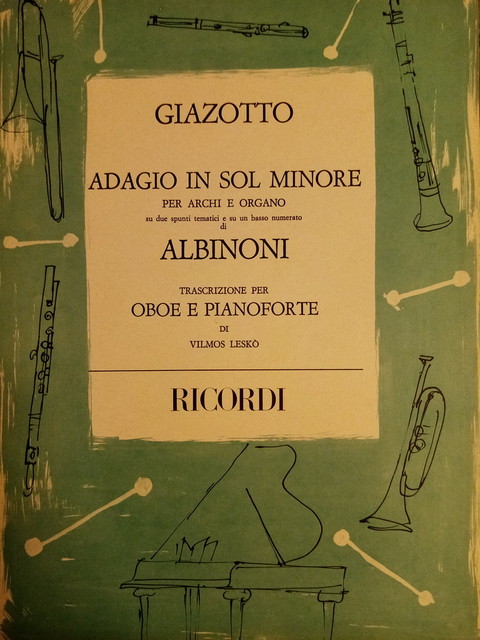 GIAZOTTO
ADAGIO IN SOL MINORE
PER ARCHI E ORGANO
su due spunti tematici e su un basso numerato
di
ALBINONI
TRASCRIZIONE PER
OBOE E PIANOFORTE
DI
VILMOS LESKÒ
RICORDI